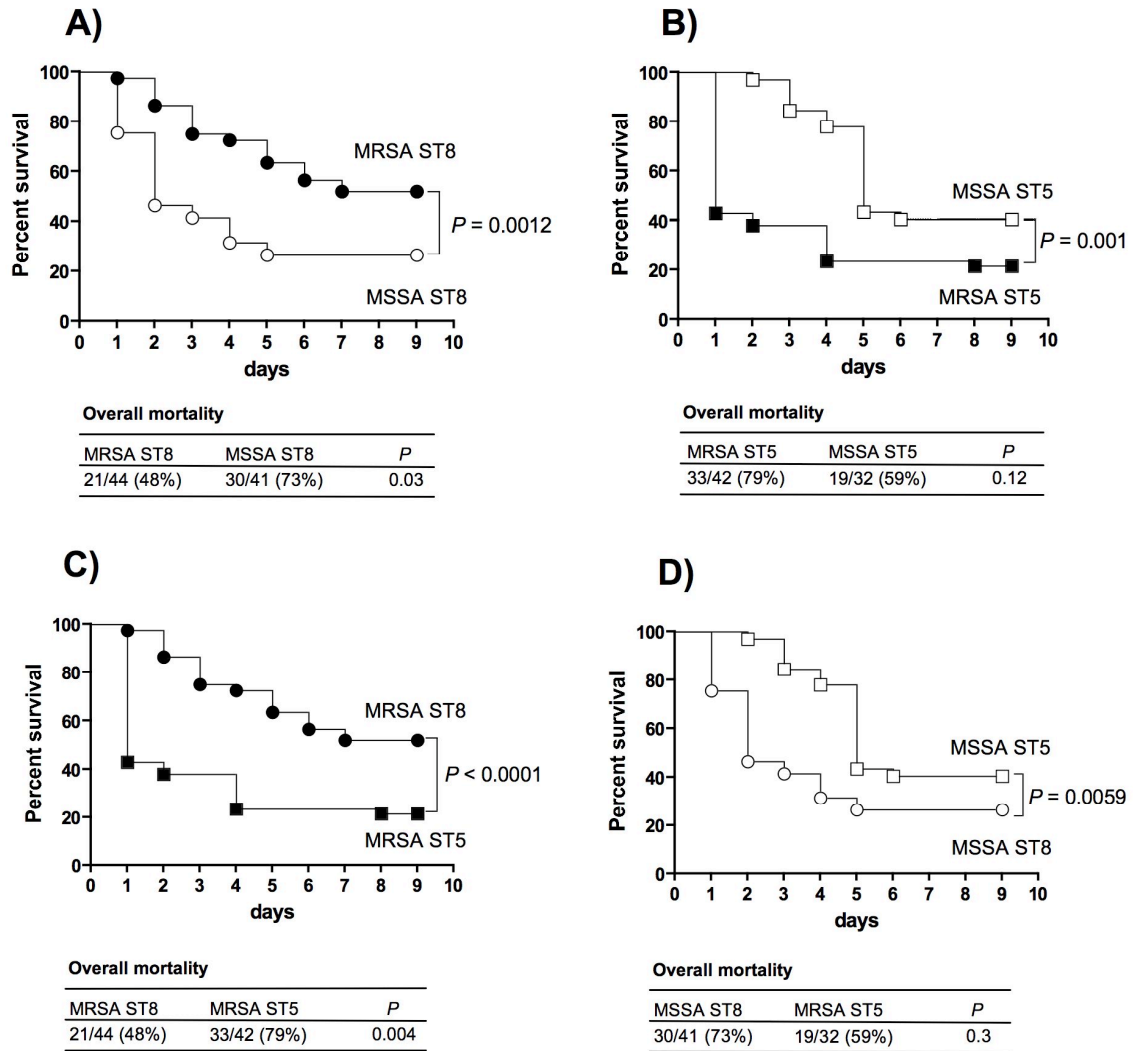 A)
100
80
60
40
20
0
Percent survival
MRSA ST8
P = 0.0012
MSSA ST8
0 1 2 3 4 5 6 7 8 9 10
days
Overall mortality
MRSA ST8 MSSA ST8 P
21/44 (48%) 30/41 (73%) 0.03
B)
100
80
60
40
20
0
Percent survival
MSSA ST5
P = 0.001
MRSA ST5
0 1 2 3 4 5 6 7 8 9 10
days
Overall mortality
MRSA ST5 MSSA ST5 P
33/42 (79%) 19/32 (59%) 0.12
C)
100
80
60
40
20
0
Percent survival
MRSA ST8
P < 0.0001
MRSA ST5
0 1 2 3 4 5 6 7 8 9 10
days
Overall mortality
MRSA ST8 MRSA ST5 P
21/44 (48%) 33/42 (79%) 0.004
D)
100
80
60
40
20
0
Percent survival
MSSA ST5
P = 0.0059
MSSA ST8
0 1 2 3 4 5 6 7 8 9 10
days
Overall mortality
MSSA ST8 MRSA ST5 P
30/41 (73%) 19/32 (59%) 0.3